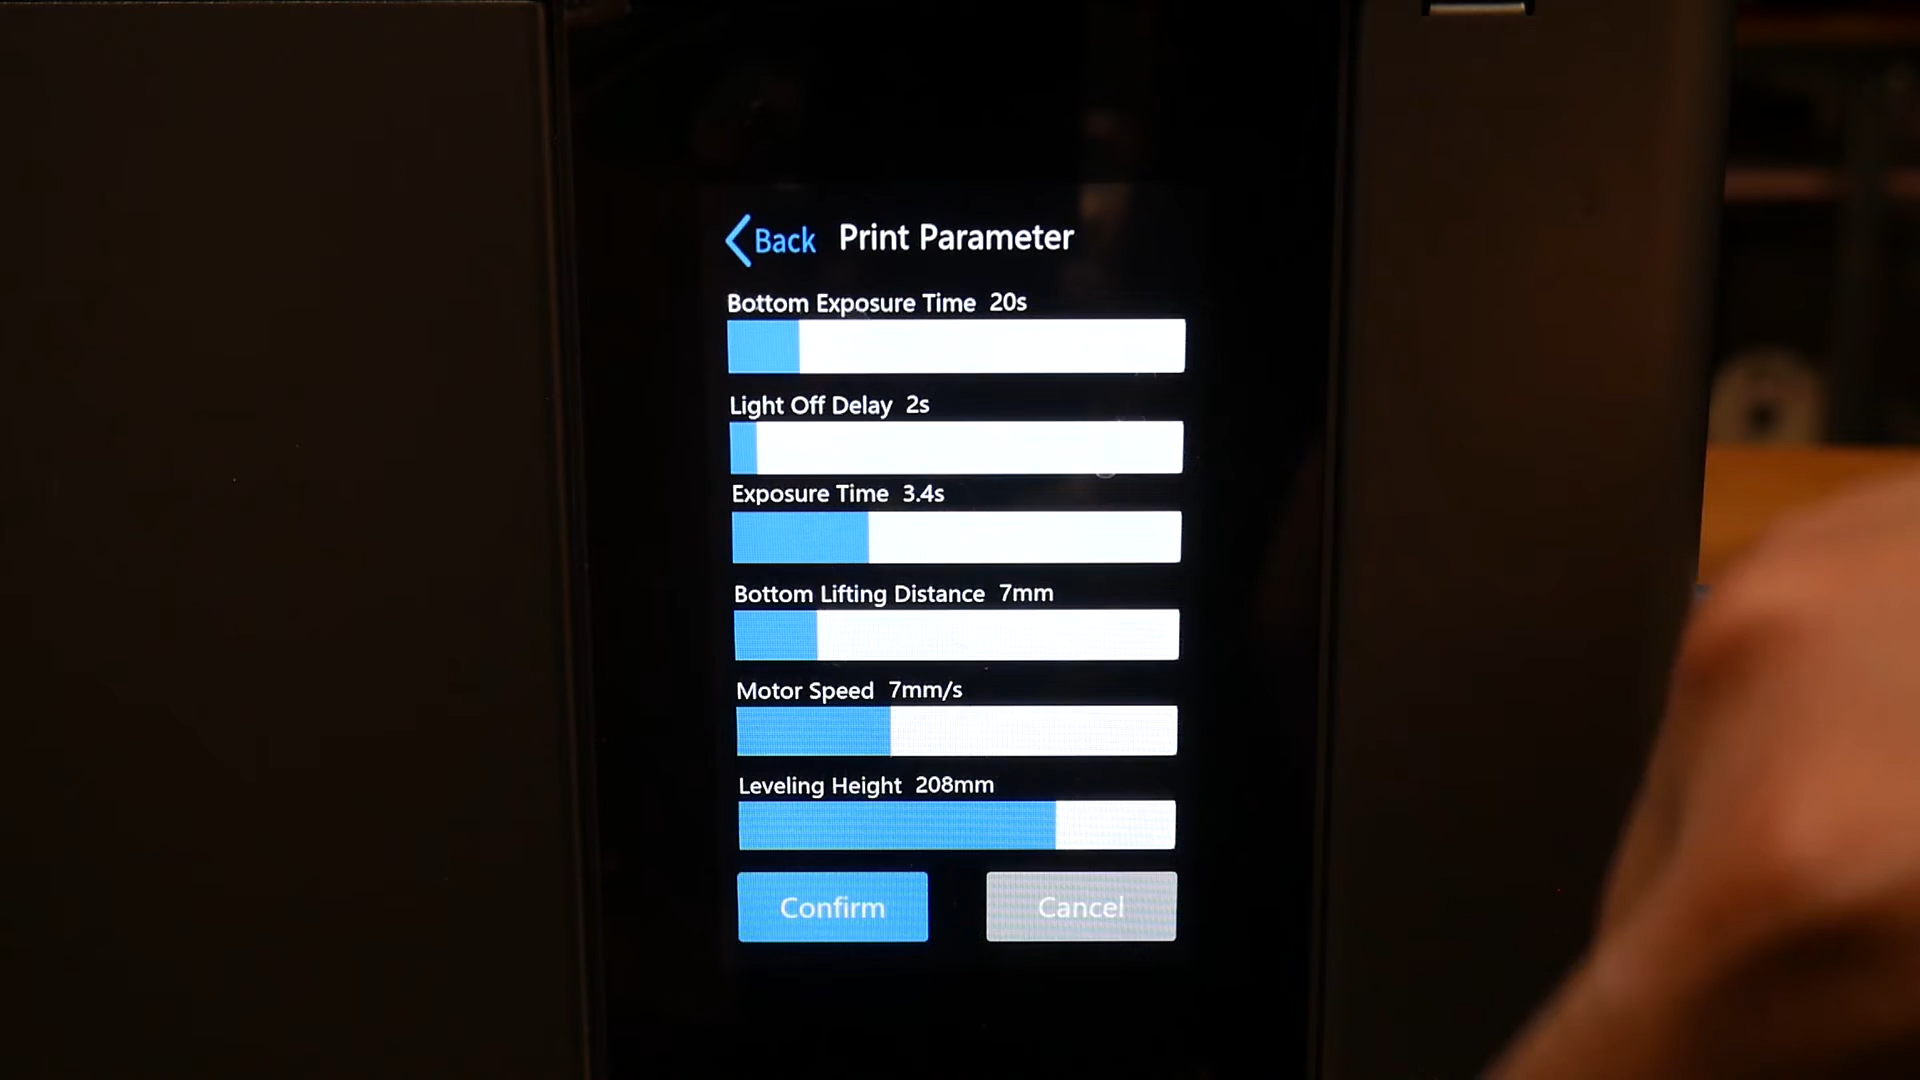 Back Print Parameter
Bottom Exposure Time 20s
Light Off Delay 2s
Exposure Time 3.4s
Bottom Lifting Distance 7mm
Motor Speed 7mm/s
Leveling Height 208mm
Confirm Cancel